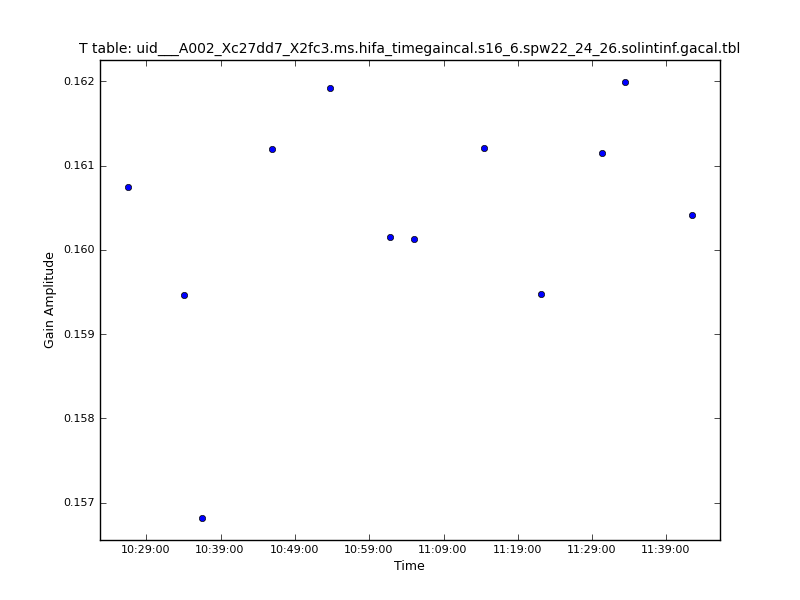 T table: uid___A002_Xc27dd7_X2fc3.ms.hifa_timegaincal.s16_6.spw22_24_26.solintinf.gacal.tbl
0.162
0.161
0.160
0.159
0.158
0.157
Gain Amplitude
10:29:00 10:39:00 10:49:00 10:59:00 11:09:00 11:19:00 11:29:00 11:39:00
Time